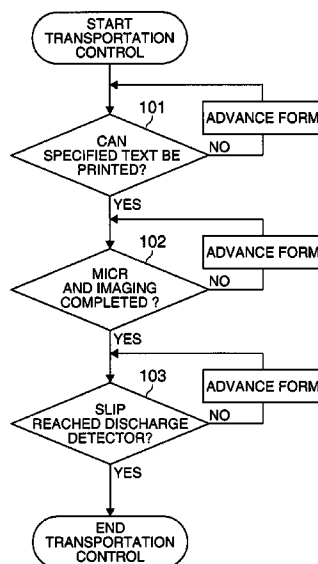 START
TRANSPORTATION
CONTROL
101
ADVANCE FORM
CAN
SPECIFIED TEXT BE
PRINTED?
NO
YES
102
ADVANCE FORM
MICR
AND IMAGING
COMPLETED ?
NO
YES
103
ADVANCE FORM
SLIP
REACHED DISCHARGE
DETECTOR?
NO
YES
END
TRANSPORTATION
CONTROL